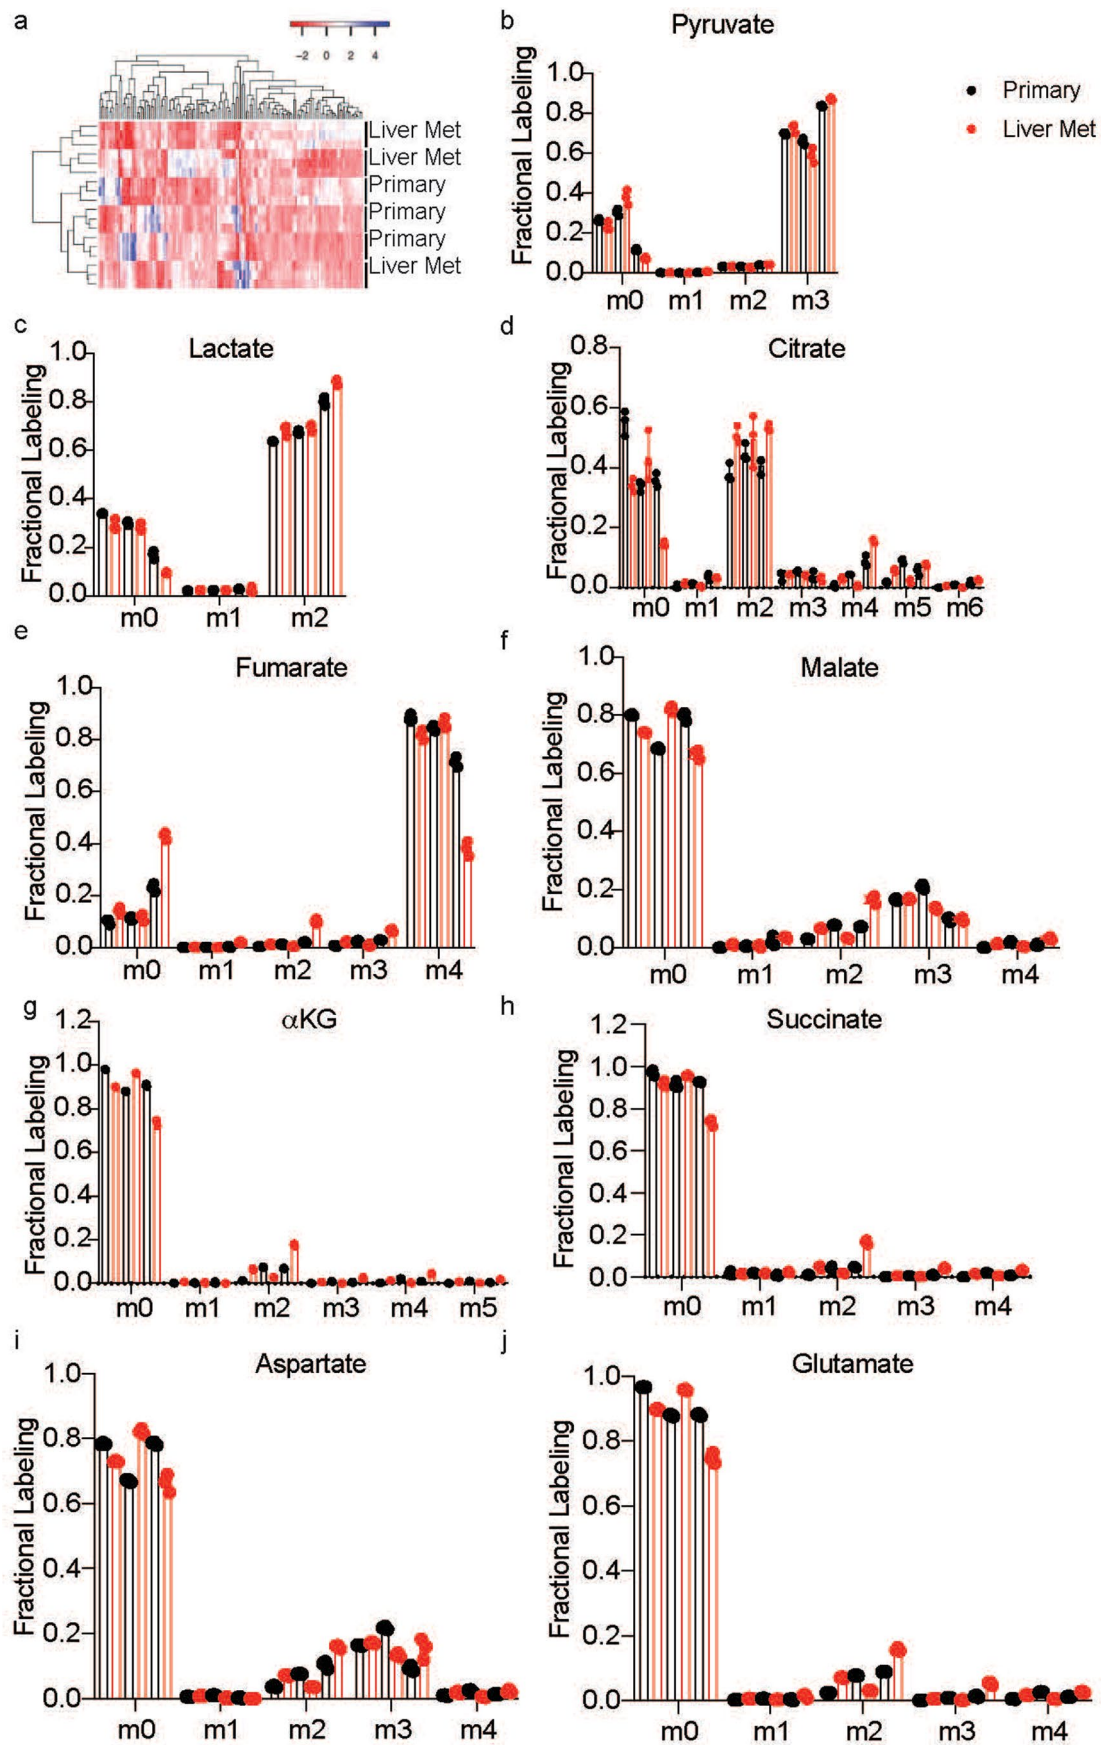 a
−2 0 2 4
Liver Met
Liver Met
Primary
Primary
Primary
Liver Met
b
Pyruvate
Fractional Labeling
1.0
0.8
0.6
0.4
0.2
0.0
m0 m1 m2 m3
Primary
Liver Met
c
Lactate
Fractional Labeling
1.0
0.8
0.6
0.4
0.2
0.0
m0 m1 m2
d
Citrate
Fractional Labeling
0.8
0.6
0.4
0.2
0.0
m0 m1 m2 m3 m4 m5 m6
e
Fumarate
Fractional Labeling
1.0
0.8
0.6
0.4
0.2
0.0
m0 m1 m2 m3 m4
f
Malate
Fractional Labeling
1.0
0.8
0.6
0.4
0.2
0.0
m0 m1 m2 m3 m4
g
αKG
Fractional Labeling
1.2
1.0
0.8
0.6
0.4
0.2
0.0
m0 m1 m2 m3 m4 m5
h
Succinate
Fractional Labeling
1.2
1.0
0.8
0.6
0.4
0.2
0.0
m0 m1 m2 m3 m4
i
Aspartate
Fractional Labeling
1.0
0.8
0.6
0.4
0.2
0.0
m0 m1 m2 m3 m4
j
Glutamate
Fractional Labeling
1.0
0.8
0.6
0.4
0.2
0.0
m0 m1 m2 m3 m4